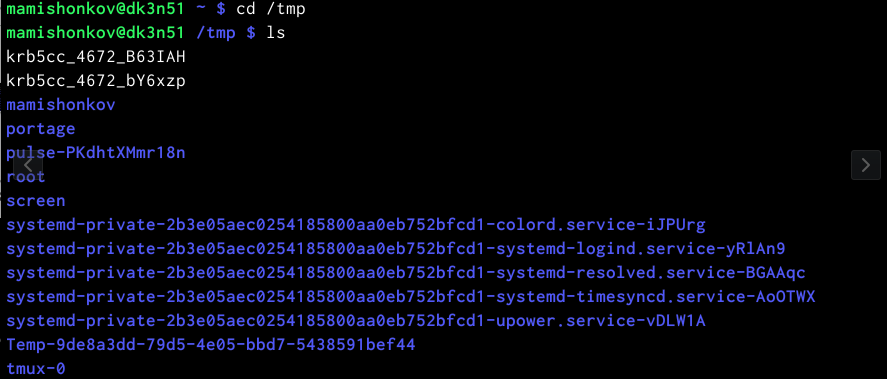 mamishonkov@dk3n51 ~ $ cd /tmp
mamishonkov@dk3n51 /tmp $ ls
krb5cc_4672_B63IAH
krb5cc_4672_bY6xzp
mamishonkov
portage
pulse-PKdhtXMmr18n
root
screen
systemd-private-2b3e05aec0254185800aa0eb752bfcd1-colord.service-iJPUrg
systemd-private-2b3e05aec0254185800aa0eb752bfcd1-systemd-logind.service-yRlAn9
systemd-private-2b3e05aec0254185800aa0eb752bfcd1-systemd-resolved.service-BGAAqc
systemd-private-2b3e05aec0254185800aa0eb752bfcd1-systemd-timesyncd.service-AoOTWX
systemd-private-2b3e05aec0254185800aa0eb752bfcd1-upower.service-vDLW1A
Temp-9de8a3dd-79d5-4e05-bbd7-5438591bef44
tmux-0